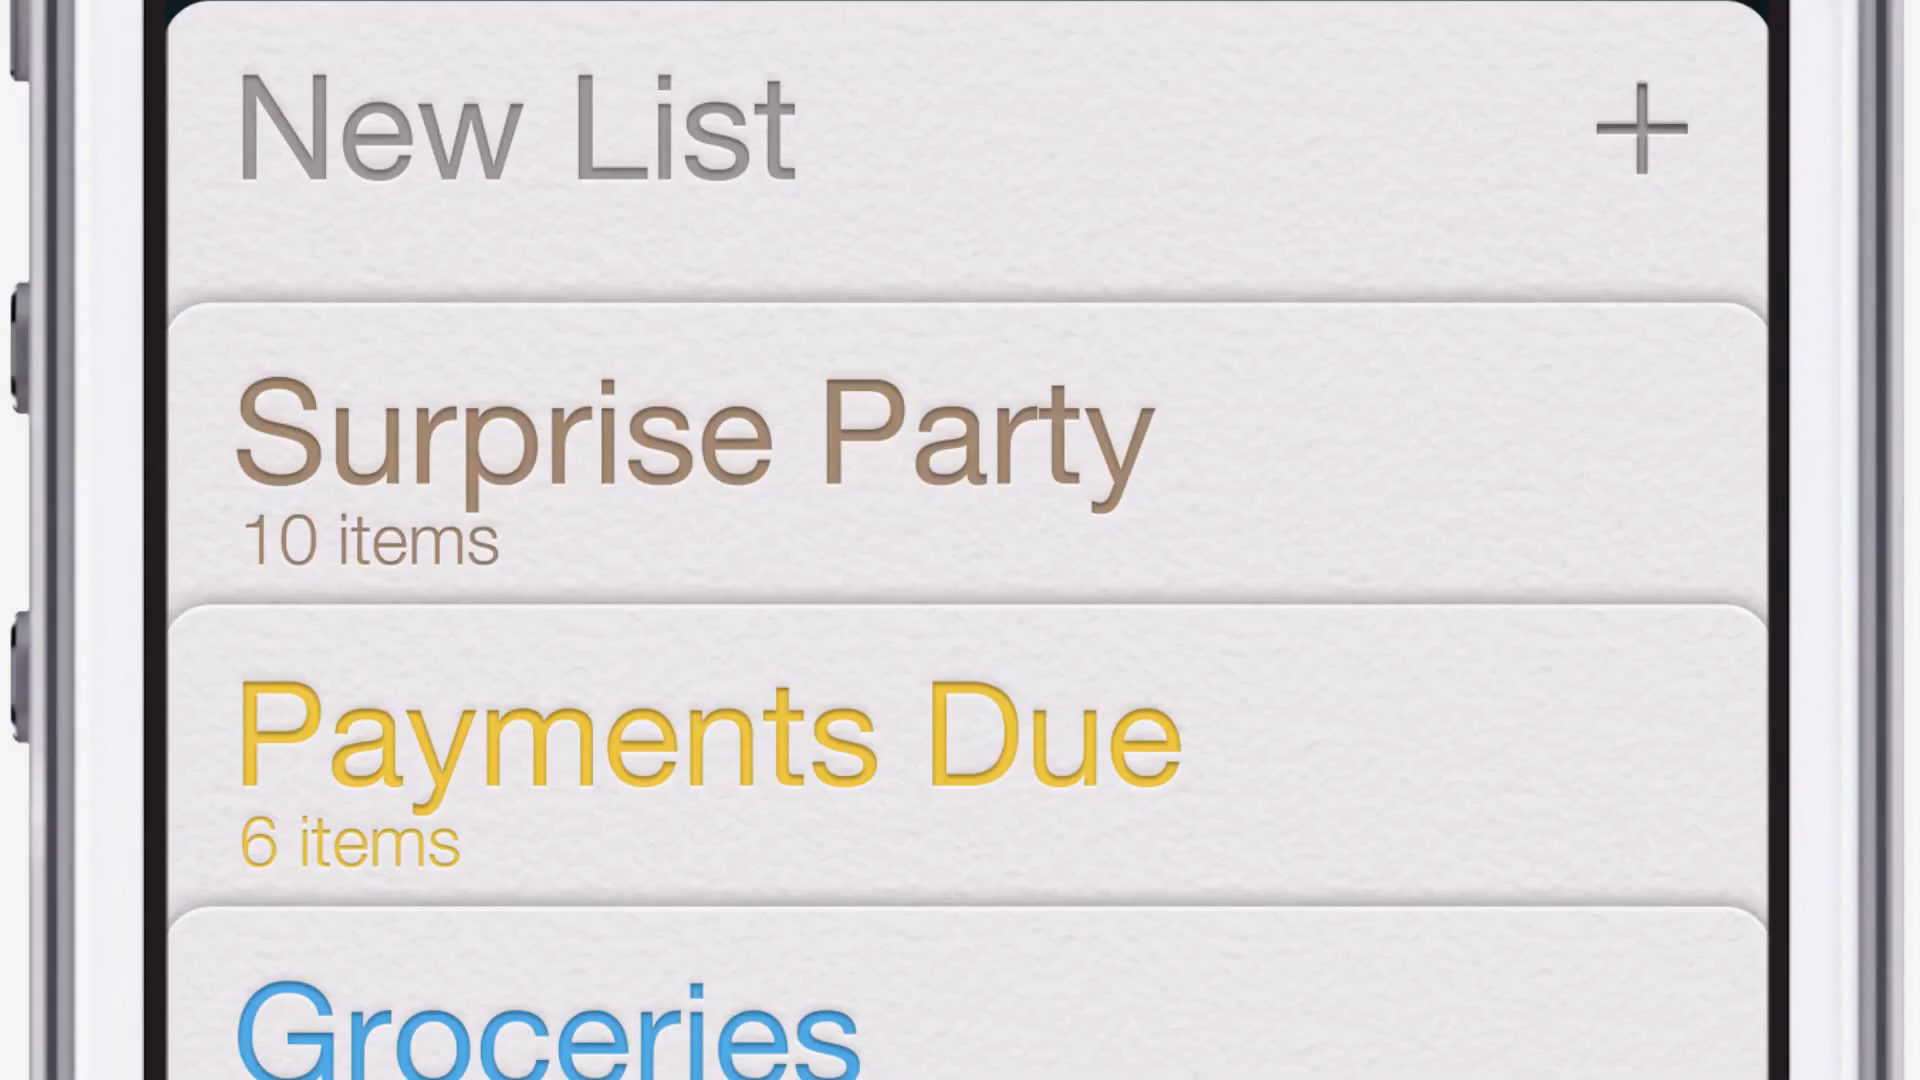 New List
Surprise Party
10 items
Payments Due
6 items
Groceries